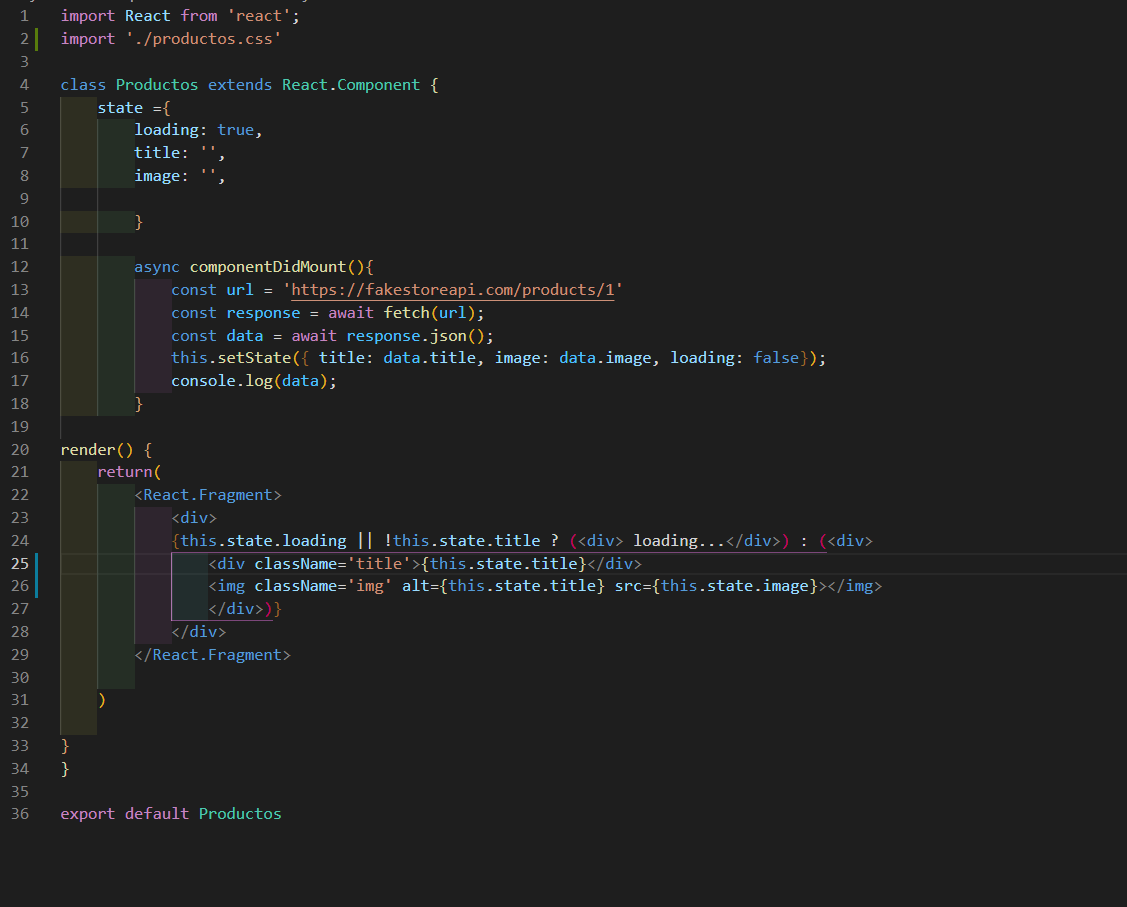 1 import React from 'react';
2 import './productos.css'
3
4 class Productos extends React.Component {
5 state ={
6 loading: true,
7 title: '',
8 image: '',
9
10 }
11
12 async componentDidMount(){
13 const url = 'https://fakestoreapi.com/products/1'
14 const response = await fetch(url);
15 const data = await response.json();
16 this.setState({ title: data.title, image: data.image, loading: false});
17 console.log(data);
18 }
19
20 render() {
21 return(
22 <React.Fragment>
23 <div>
24 {this.state.loading || !this.state.title ? (<div> loading...</div>) : (<div>
25 <div className='title'>{this.state.title}</div>
26 <img className='img' alt={this.state.title} src={this.state.image}></img>
27 </div>)}
28 </div>
29 </React.Fragment>
30
31 )
32
33 }
34 }
35
36 export default Productos